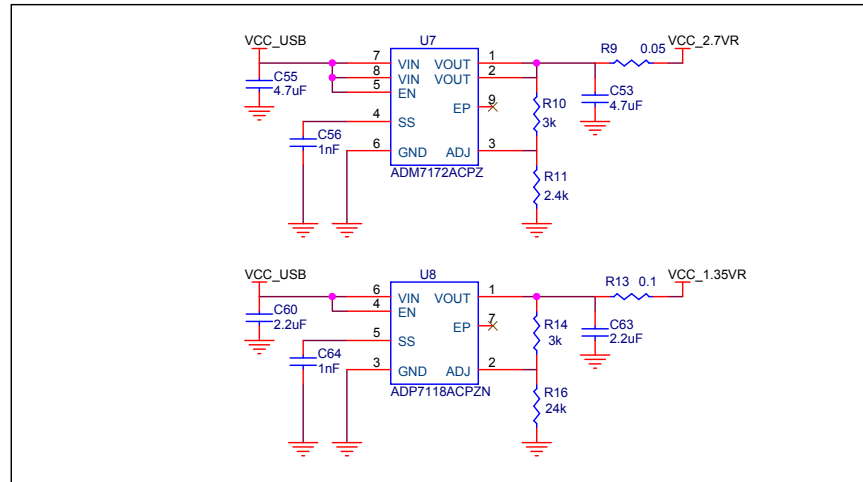 VCC_USB U7 R9 0.05 VCC_2.7VR
C55 4.7uF
7 VIN VOUT 1
8 VIN VOUT 2
5 EN
EP 9
R10 3k
C53 4.7uF
4 SS
C56 1nF
6 GND ADJ 3
ADM7172ACPZ
R11 2.4k
VCC_USB U8 R13 0.1 VCC_1.35VR
C60 2.2uF
6 VIN VOUT 1
4 EN
EP 7
R14 3k
C63 2.2uF
5 SS
C64 1nF
3 GND ADJ 2
ADP7118ACPZN
R16 24k